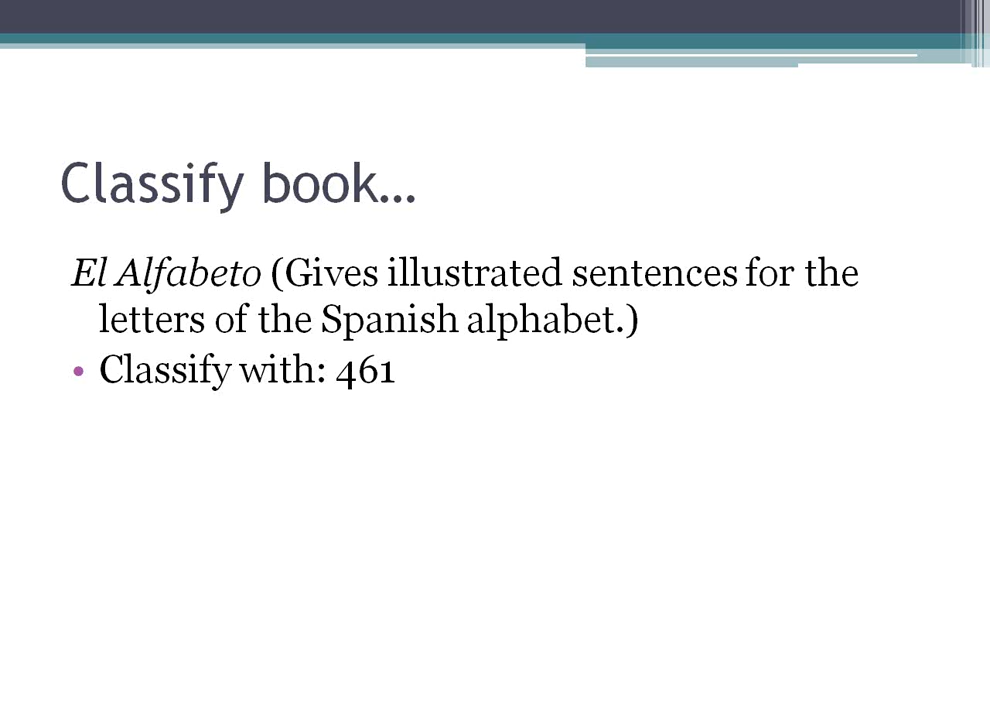 Classify book…
El Alfabeto (Gives illustrated sentences for the
letters of the Spanish alphabet.)
• Classify with: 461